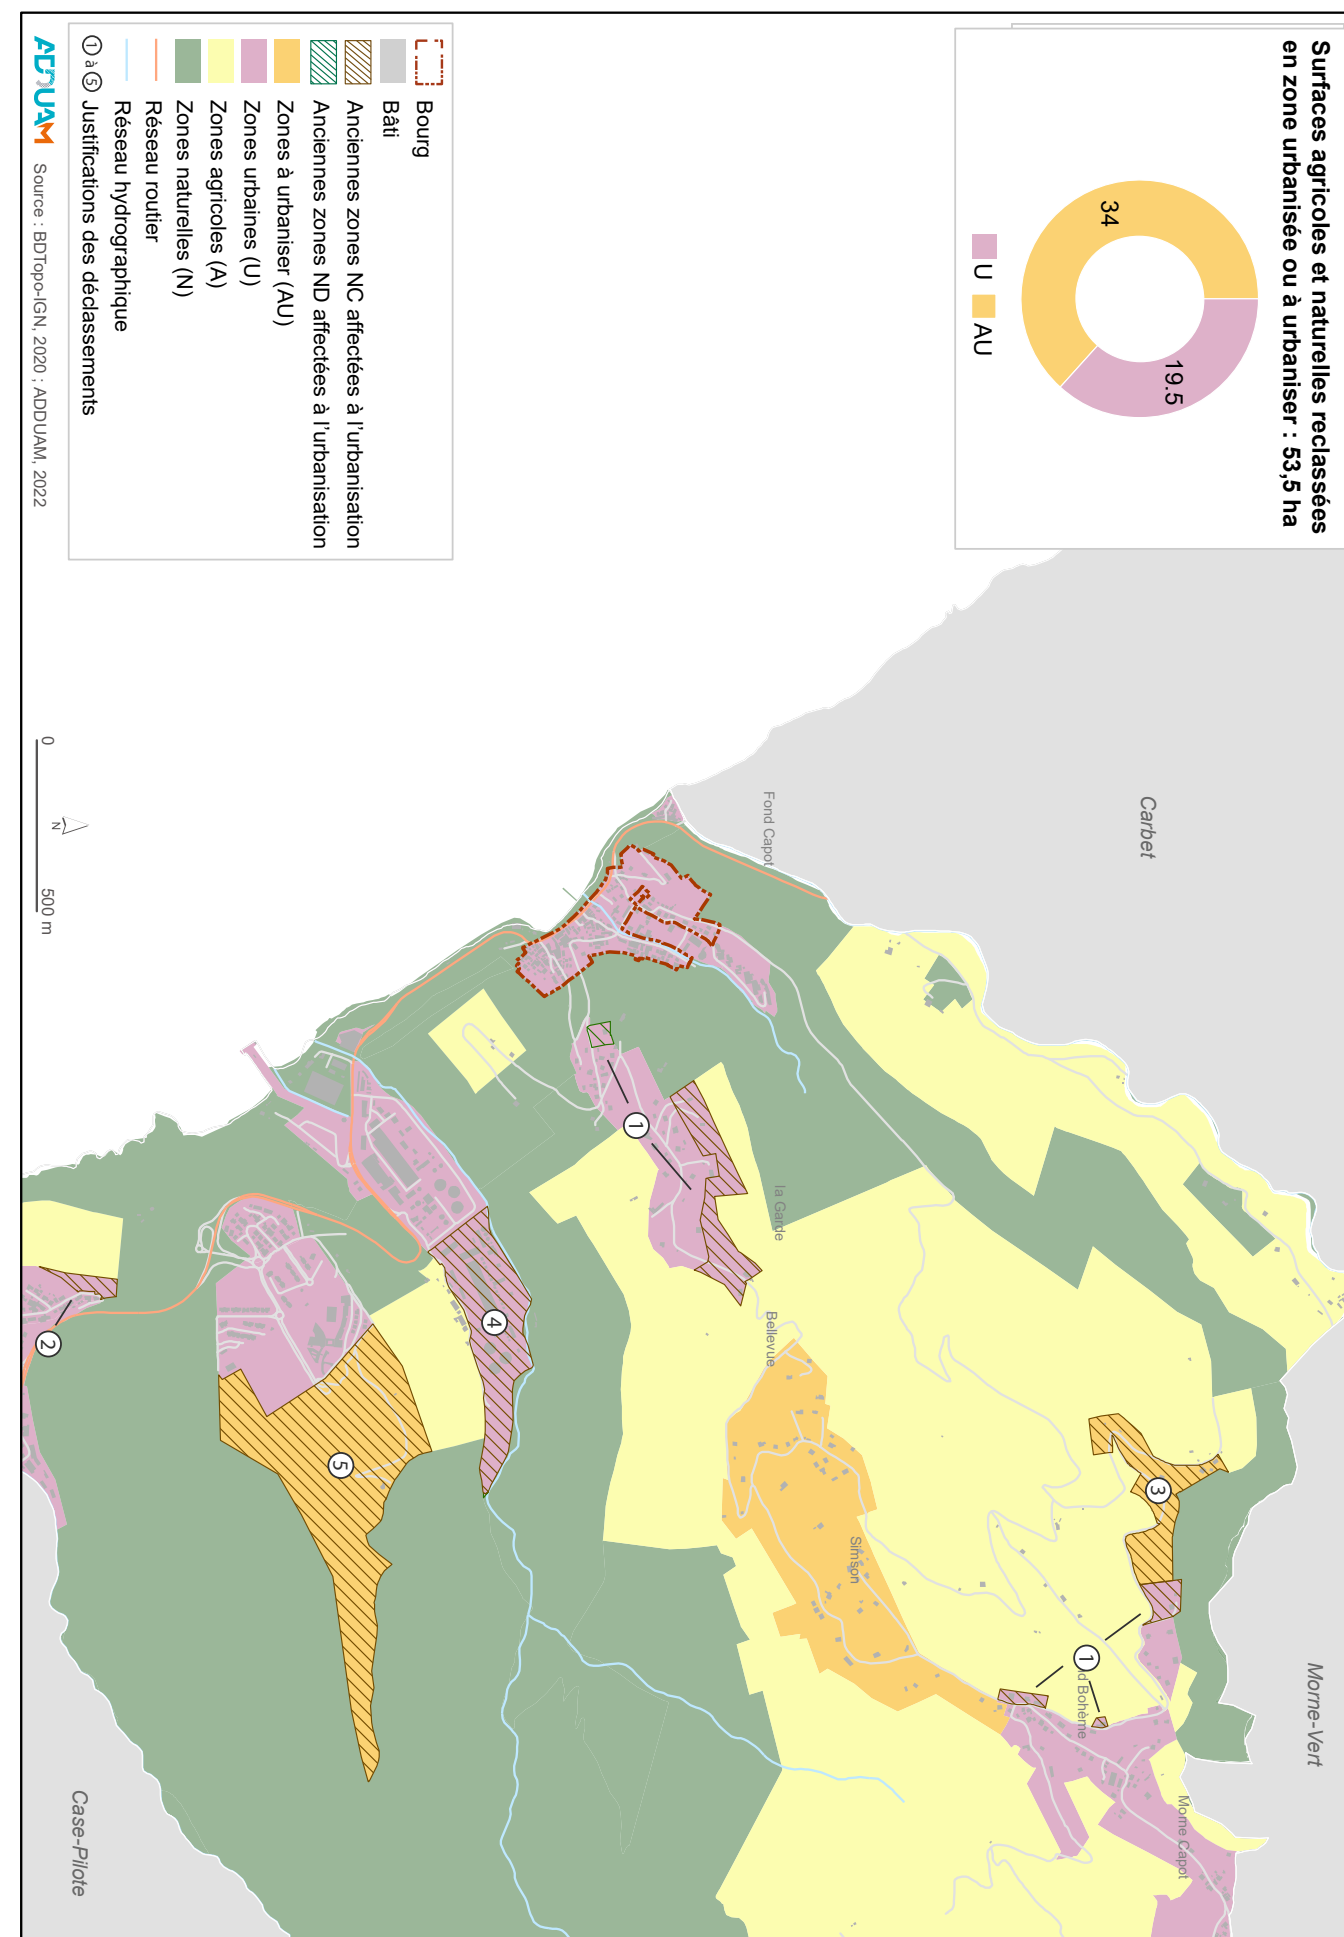 Surfaces agricoles et naturelles reclassées
en zone urbanisée ou à urbaniser : 53,5 ha
34
19.5
U
AU
Carbet
Morne-Vert
Fond Capot
la Garde
Bellevue
Simson
d Bohème
Morne Capot
Case-Pilote
1
1
2
3
4
5
Bourg
Bâti
Anciennes zones NC affectées à l'urbanisation
Anciennes zones ND affectées à l'urbanisation
Zones à urbaniser (AU)
Zones urbaines (U)
Zones agricoles (A)
Zones naturelles (N)
Réseau routier
Réseau hydrographique
① à ⑤ Justifications des déclassements
ADDUAM Source : BDTopo-IGN, 2020 ; ADDUAM, 2022
0 500 m
N